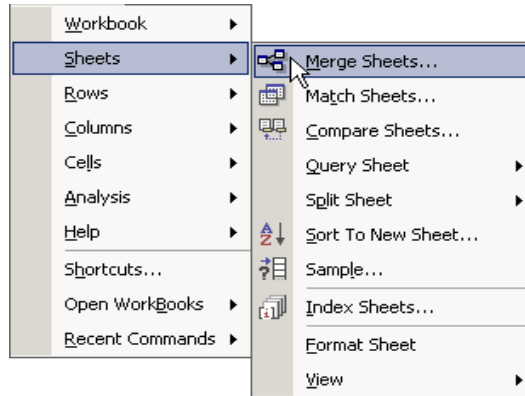 Workbook
Sheets
Rows
Columns
Cells
Analysis
Help
Shortcuts...
Open WorkBooks
Recent Commands
Merge Sheets...
Match Sheets...
Compare Sheets...
Query Sheet
Split Sheet
Sort To New Sheet...
Sample...
Index Sheets...
Format Sheet
View